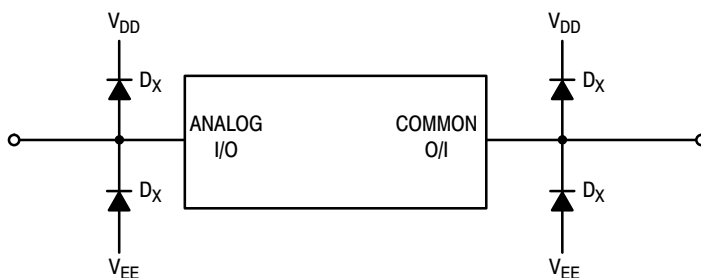 VDD
VDD
DX
DX
ANALOG
I/O
COMMON
O/I
DX
DX
VEE
VEE